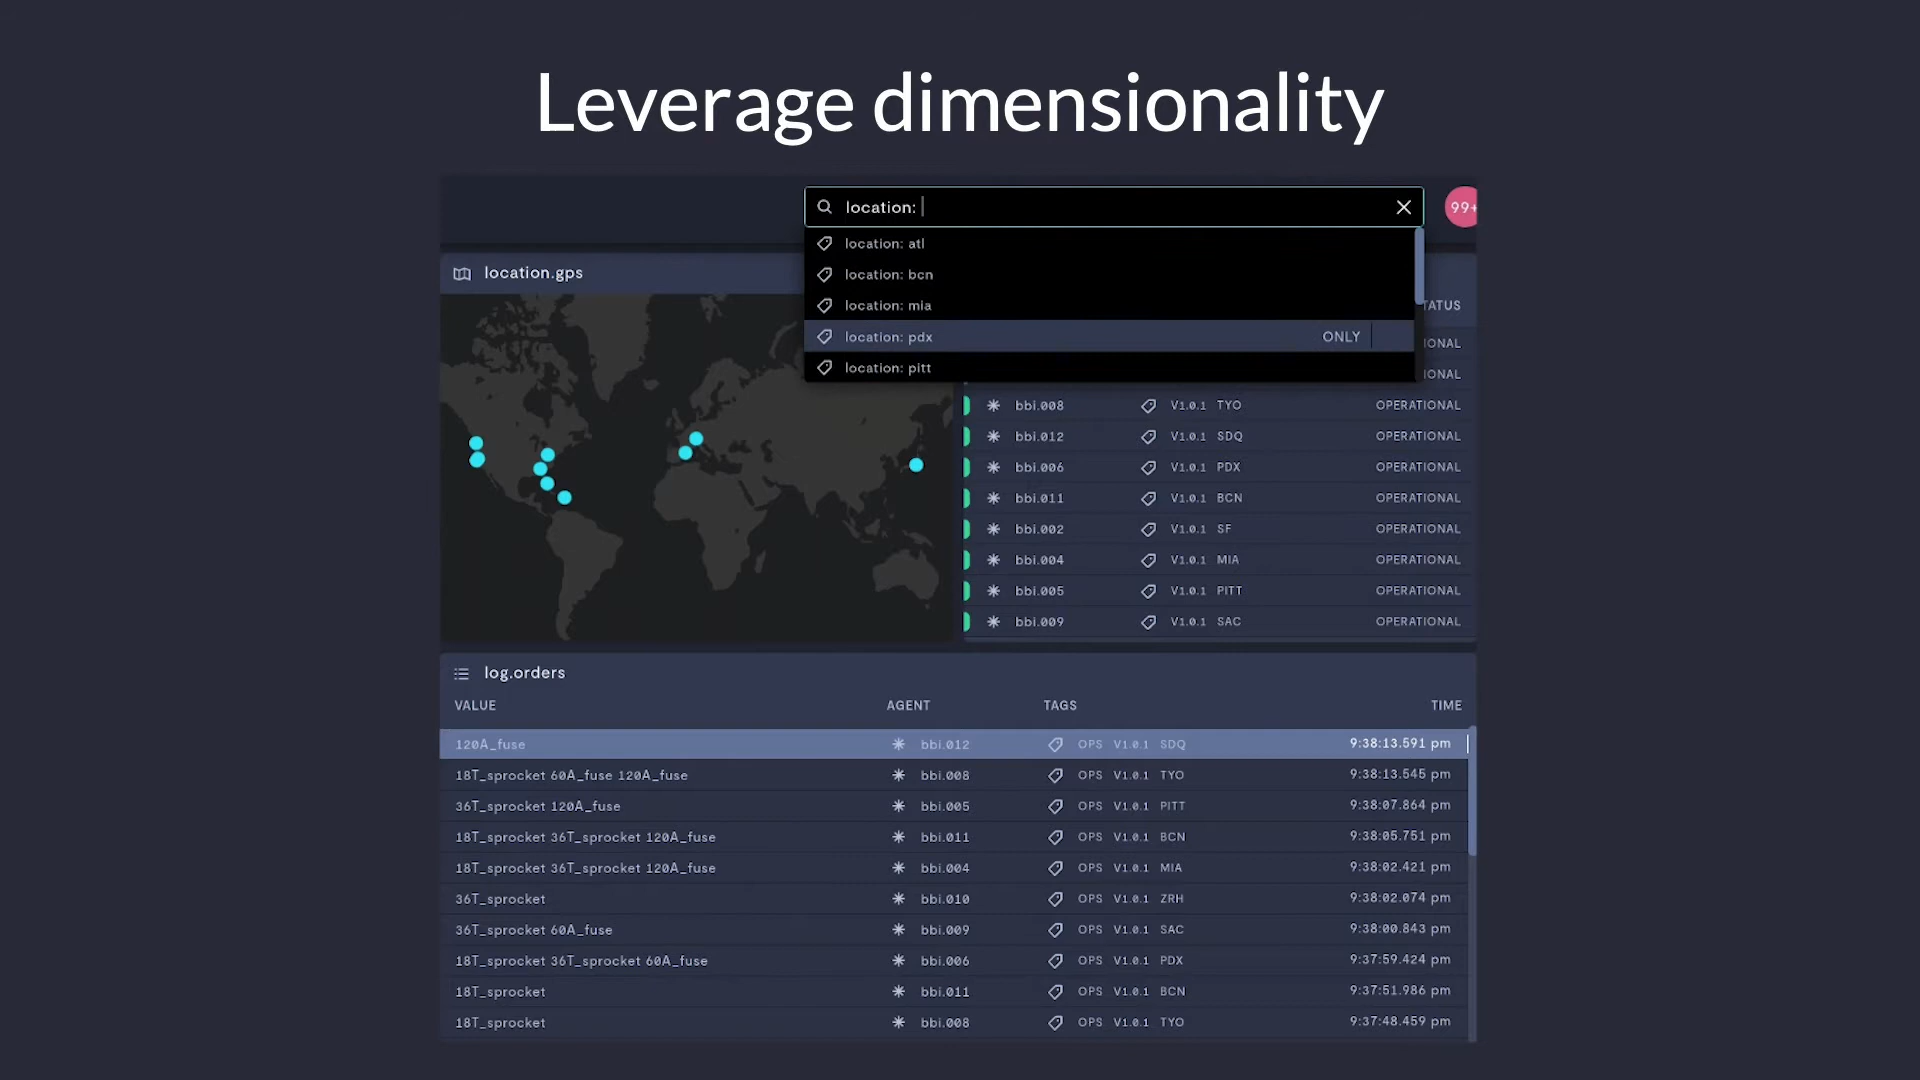 Leverage dimensionality
location:
99+
location: atl
location: bcn
location: mia
location: pdx ONLY
location: pitt
location.gps
TATUS
IONAL
IONAL
bbi.008 V1.0.1 TYO OPERATIONAL
bbi.012 V1.0.1 SDQ OPERATIONAL
bbi.006 V1.0.1 PDX OPERATIONAL
bbi.011 V1.0.1 BCN OPERATIONAL
bbi.002 V1.0.1 SF OPERATIONAL
bbi.004 V1.0.1 MIA OPERATIONAL
bbi.005 V1.0.1 PITT OPERATIONAL
bbi.009 V1.0.1 SAC OPERATIONAL
log.orders
VALUE AGENT TAGS TIME
120A_fuse bbi.012 OPS V1.0.1 SDQ 9:38:13.591 pm
18T_sprocket 60A_fuse 120A_fuse bbi.008 OPS V1.0.1 TYO 9:38:13.545 pm
36T_sprocket 120A_fuse bbi.005 OPS V1.0.1 PITT 9:38:07.864 pm
18T_sprocket 36T_sprocket 120A_fuse bbi.011 OPS V1.0.1 BCN 9:38:05.751 pm
18T_sprocket 36T_sprocket 120A_fuse bbi.004 OPS V1.0.1 MIA 9:38:02.421 pm
36T_sprocket bbi.010 OPS V1.0.1 ZRH 9:38:02.074 pm
36T_sprocket 60A_fuse bbi.009 OPS V1.0.1 SAC 9:38:00.843 pm
18T_sprocket 36T_sprocket 60A_fuse bbi.006 OPS V1.0.1 PDX 9:37:59.424 pm
18T_sprocket bbi.011 OPS V1.0.1 BCN 9:37:51.986 pm
18T_sprocket bbi.008 OPS V1.0.1 TYO 9:37:48.459 pm